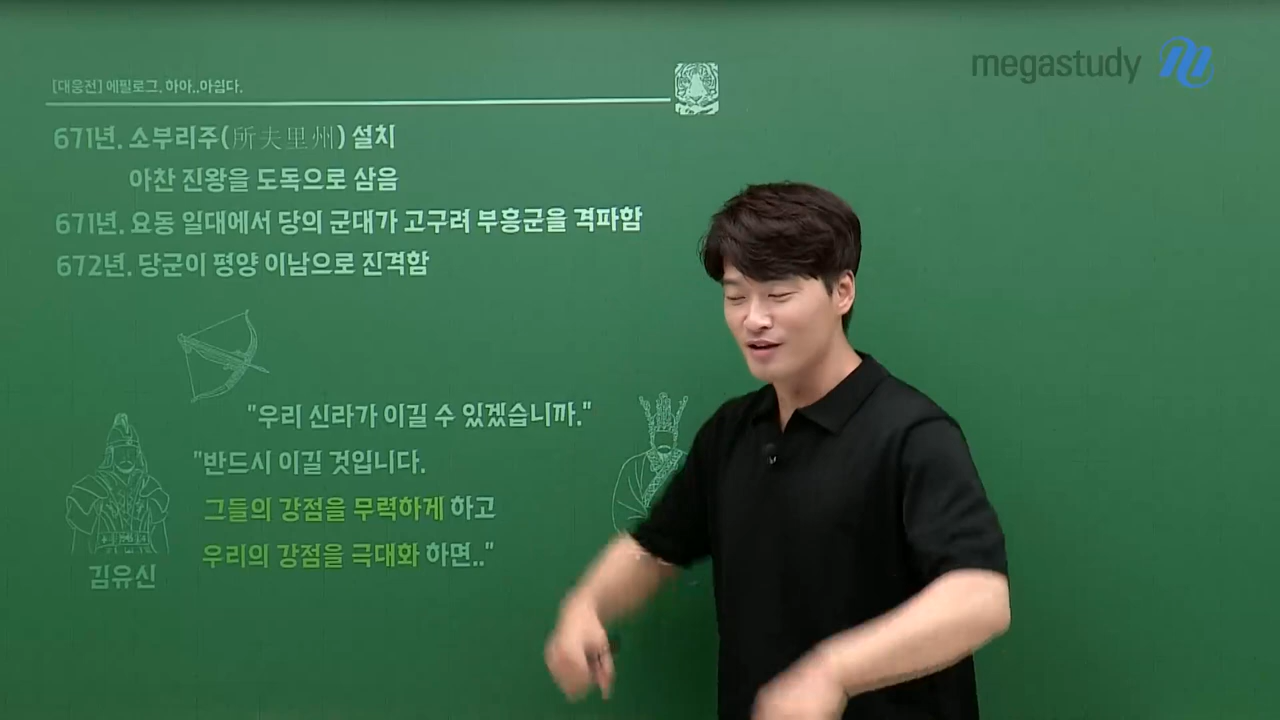 [대웅전] 에필로그. 하아..아쉽다.
megastudy
671년. 소부리주(所夫里州) 설치
아찬 진왕을 도독으로 삼음
671년. 요동 일대에서 당의 군대가 고구려 부흥군을 격파함
672년. 당군이 평양 이남으로 진격함
"우리 신라가 이길 수 있겠습니까."
"반드시 이길 것입니다.
그들의 강점을 무력하게 하고
우리의 강점을 극대화 하면.."
김유신